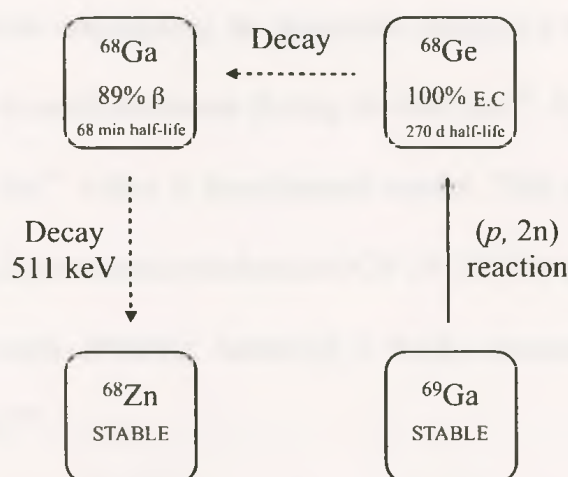 ⁶⁸Ga
89% β
68 min half-life
Decay
⁶⁸Ge
100% E.C
270 d half-life
Decay
511 keV
(p, 2n)
reaction
⁶⁸Zn
STABLE
⁶⁹Ga
STABLE